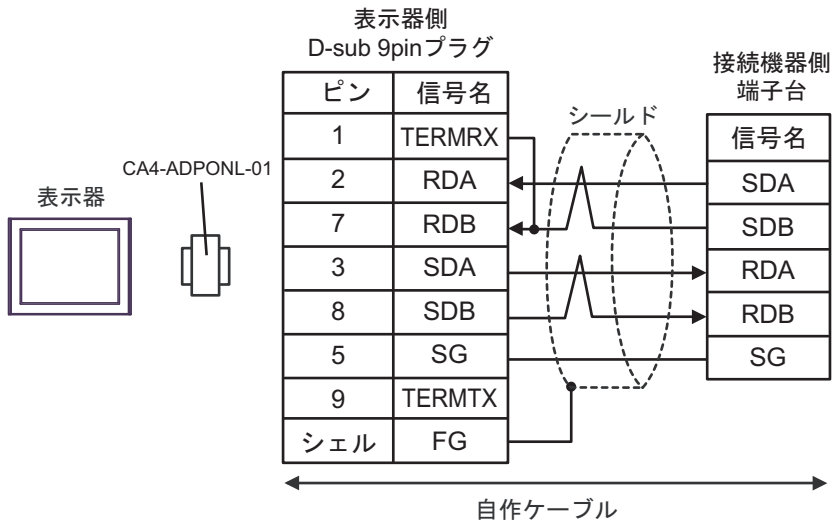 表示器側
D-sub 9pinプラグ
接続機器側
端子台
ピン 信号名
シールド
信号名
1 TERMRX
CA4-ADPONL-01
表示器
2 RDA
SDA
7 RDB
SDB
3 SDA
RDA
8 SDB
RDB
5 SG
SG
9 TERMTX
シェル FG
自作ケーブル